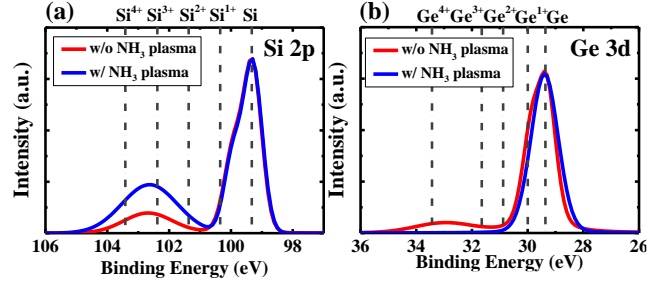 (a)
Si⁴⁺ Si³⁺ Si²⁺ Si¹⁺ Si
w/o NH₃ plasma
w/ NH₃ plasma
Si 2p
Intensity (a.u.)
106 104 102 100 98
Binding Energy (eV)
(b)
Ge⁴⁺Ge³⁺Ge²⁺Ge¹⁺Ge
w/o NH₃ plasma
w/ NH₃ plasma
Ge 3d
Intensity (a.u.)
36 34 32 30 28 26
Binding Energy (eV)